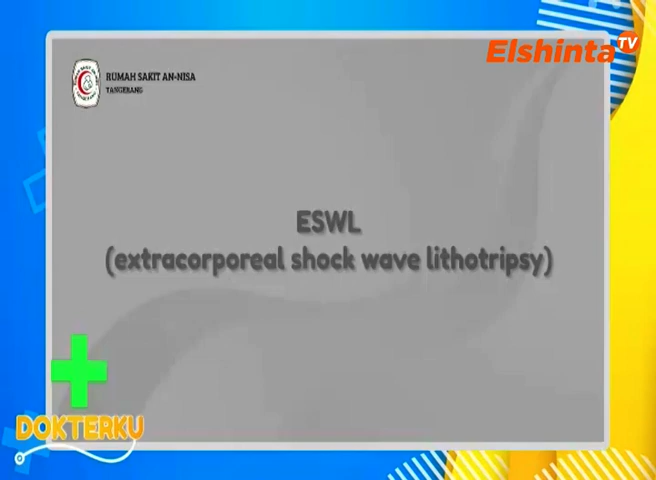 Elshinta TV
RUMAH SAKIT AN-NISA
TANGERANG
ESWL
(extracorporeal shock wave lithotripsy)
DOKTERKU